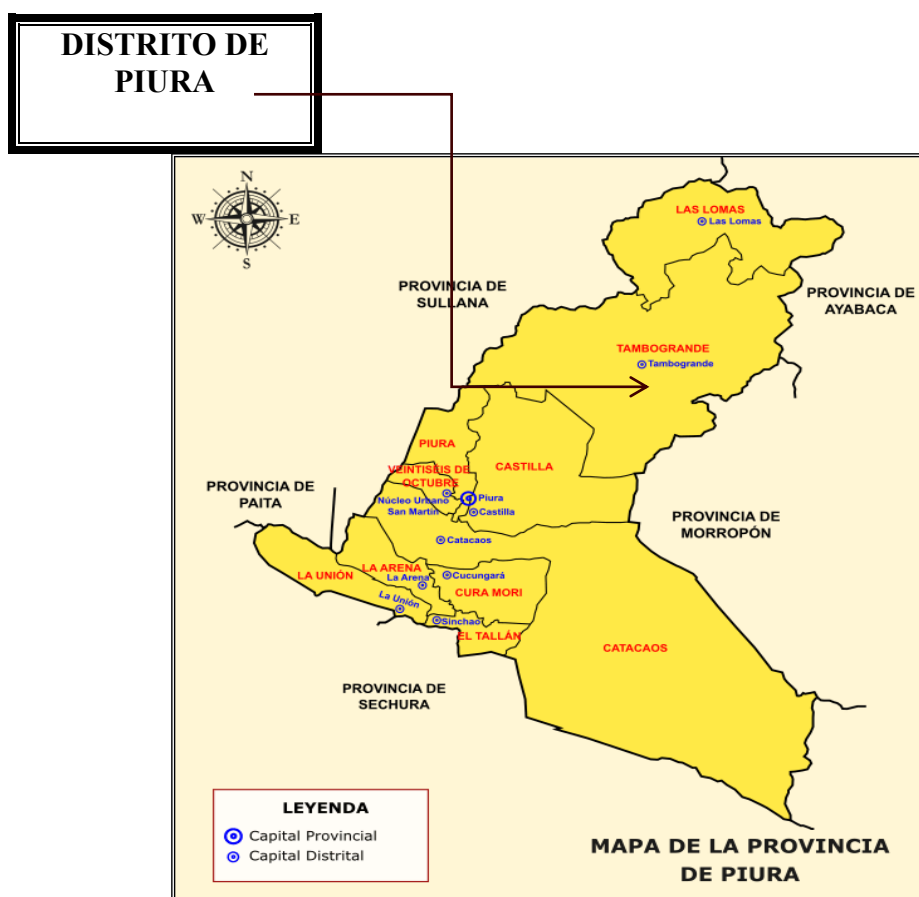 DISTRITO DE
PIURA
N
W
E
S
LAS LOMAS
Las Lomas
PROVINCIA DE
SULLANA
PROVINCIA DE
AYABACA
TAMBOGRANDE
Tambogrande
PIURA
CASTILLA
VEINTISEIS DE
OCTUBRE
PROVINCIA DE
PAITA
Núcleo Urbano
San Martín
Piura
Castilla
PROVINCIA DE
MORROPÓN
Catacaos
LA UNIÓN
LA ARENA
La Arena
Cucungará
CURA MORI
La Unión
Sinchao
EL TALLÁN
CATACAOS
PROVINCIA DE
SECHURA
LEYENDA
Capital Provincial
Capital Distrital
MAPA DE LA PROVINCIA
DE PIURA